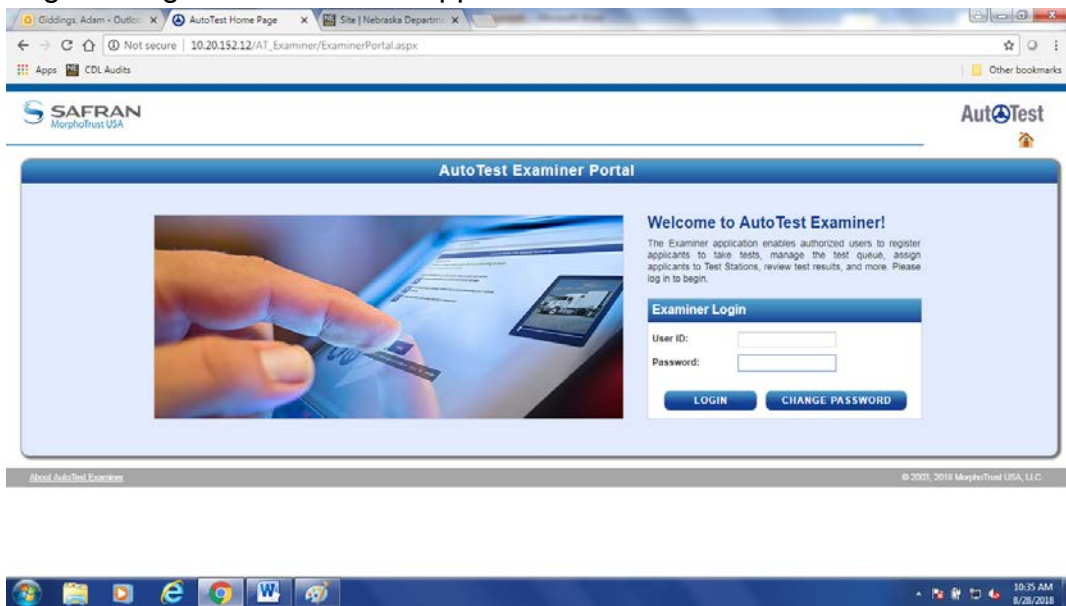 Giddings, Adam - Outloo
AutoTest Home Page
Site | Nebraska Departme
Not secure | 10.20.152.12/AT_Examiner/ExaminerPortal.aspx
Apps
CDL Audits
Other bookmarks
SAFRAN
MorphoTrust USA
AutoTest
AutoTest Examiner Portal
Welcome to AutoTest Examiner!
The Examiner application enables authorized users to register
applicants to take tests, manage the test queue, assign
applicants to Test Stations, review test results, and more. Please
log in to begin.
Examiner Login
User ID:
Password:
LOGIN
CHANGE PASSWORD
About AutoTest Examiner
© 2003, 2018 MorphoTrust USA, LLC
10:35 AM
8/28/2018